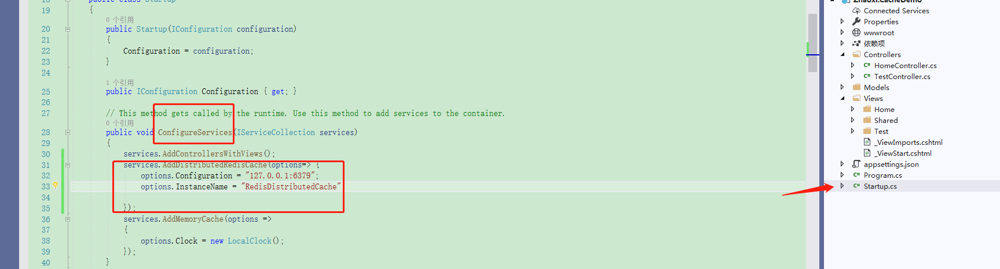 18 public class Startup
19 {
0 个引用
20 public Startup(IConfiguration configuration)
21 {
22 Configuration = configuration;
23 }
24
1 个引用
25 public IConfiguration Configuration { get; }
26
27 // This method gets called by the runtime. Use this method to add services to the container.
0 个引用
28 public void ConfigureServices(IServiceCollection services)
29 {
30 services.AddControllersWithViews();
31 services.AddDistributedRedisCache(options=> {
32 options.Configuration = "127.0.0.1:6379";
33 options.InstanceName = "RedisDistributedCache"
34
35 });
36 services.AddMemoryCache(options =>
37 {
38 options.Clock = new LocalClock();
39 });
40 }
Zhaoxi.CacheDemo
Connected Services
Properties
wwwroot
依赖项
Controllers
C# HomeController.cs
C# TestController.cs
Models
Views
Home
Shared
Test
_ViewImports.cshtml
_ViewStart.cshtml
appsettings.json
C# Program.cs
C# Startup.cs